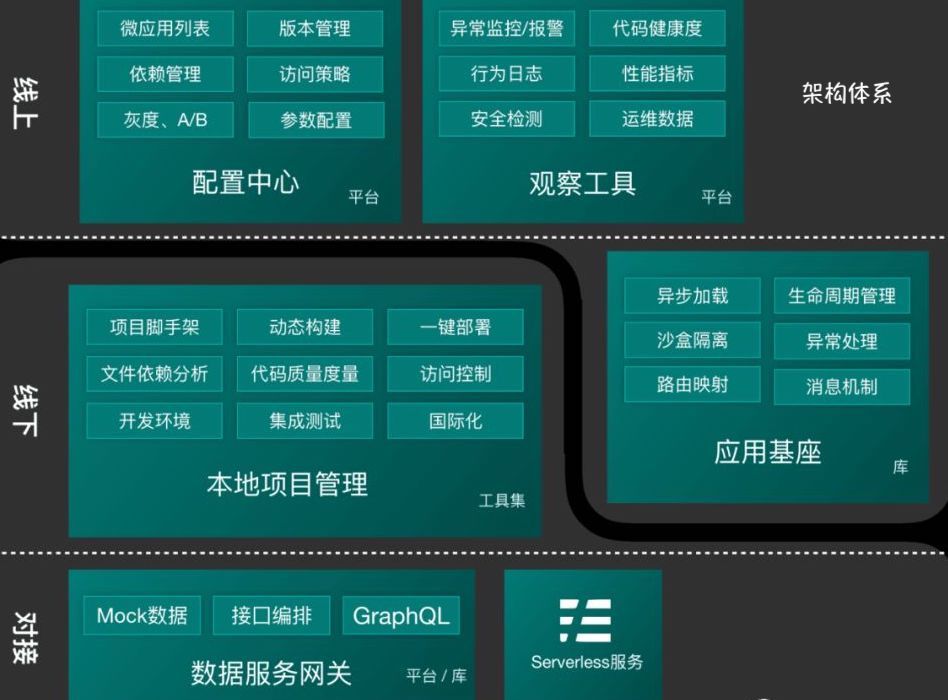 线上
微应用列表
版本管理
依赖管理
访问策略
灰度、A/B
参数配置
配置中心
平台
异常监控/报警
代码健康度
行为日志
性能指标
安全检测
运维数据
观察工具
平台
架构体系
线下
项目脚手架
动态构建
一键部署
文件依赖分析
代码质量度量
访问控制
开发环境
集成测试
国际化
本地项目管理
工具集
异步加载
生命周期管理
沙盒隔离
异常处理
路由映射
消息机制
应用基座
库
对接
Mock数据
接口编排
GraphQL
数据服务网关
平台 / 库
Serverless服务